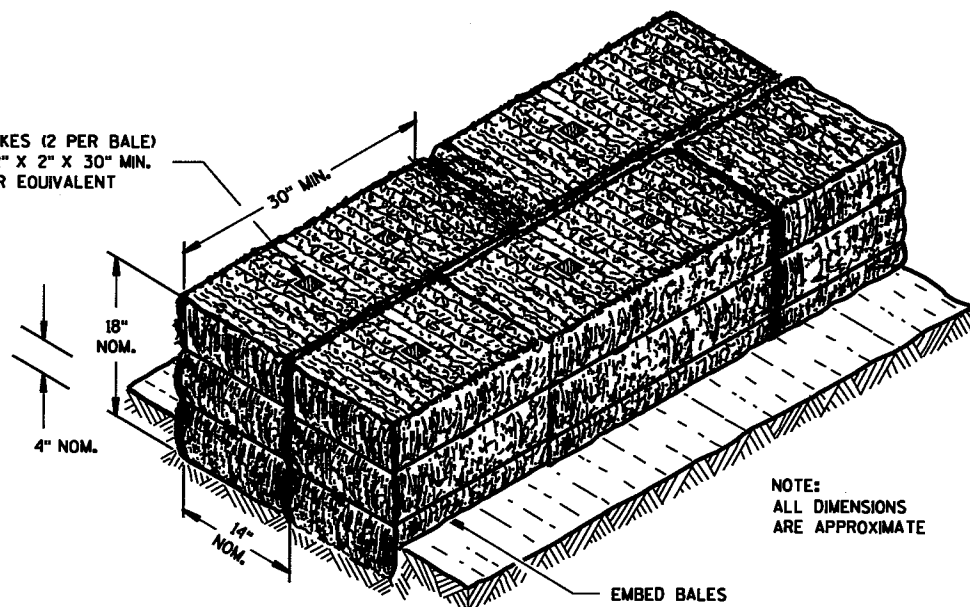 KES (2 PER BALE)
" X 2" X 30" MIN.
R EQUIVALENT
30" MIN.
18"
NOM.
4" NOM.
14"
NOM.
NOTE:
ALL DIMENSIONS
ARE APPROXIMATE
EMBED BALES